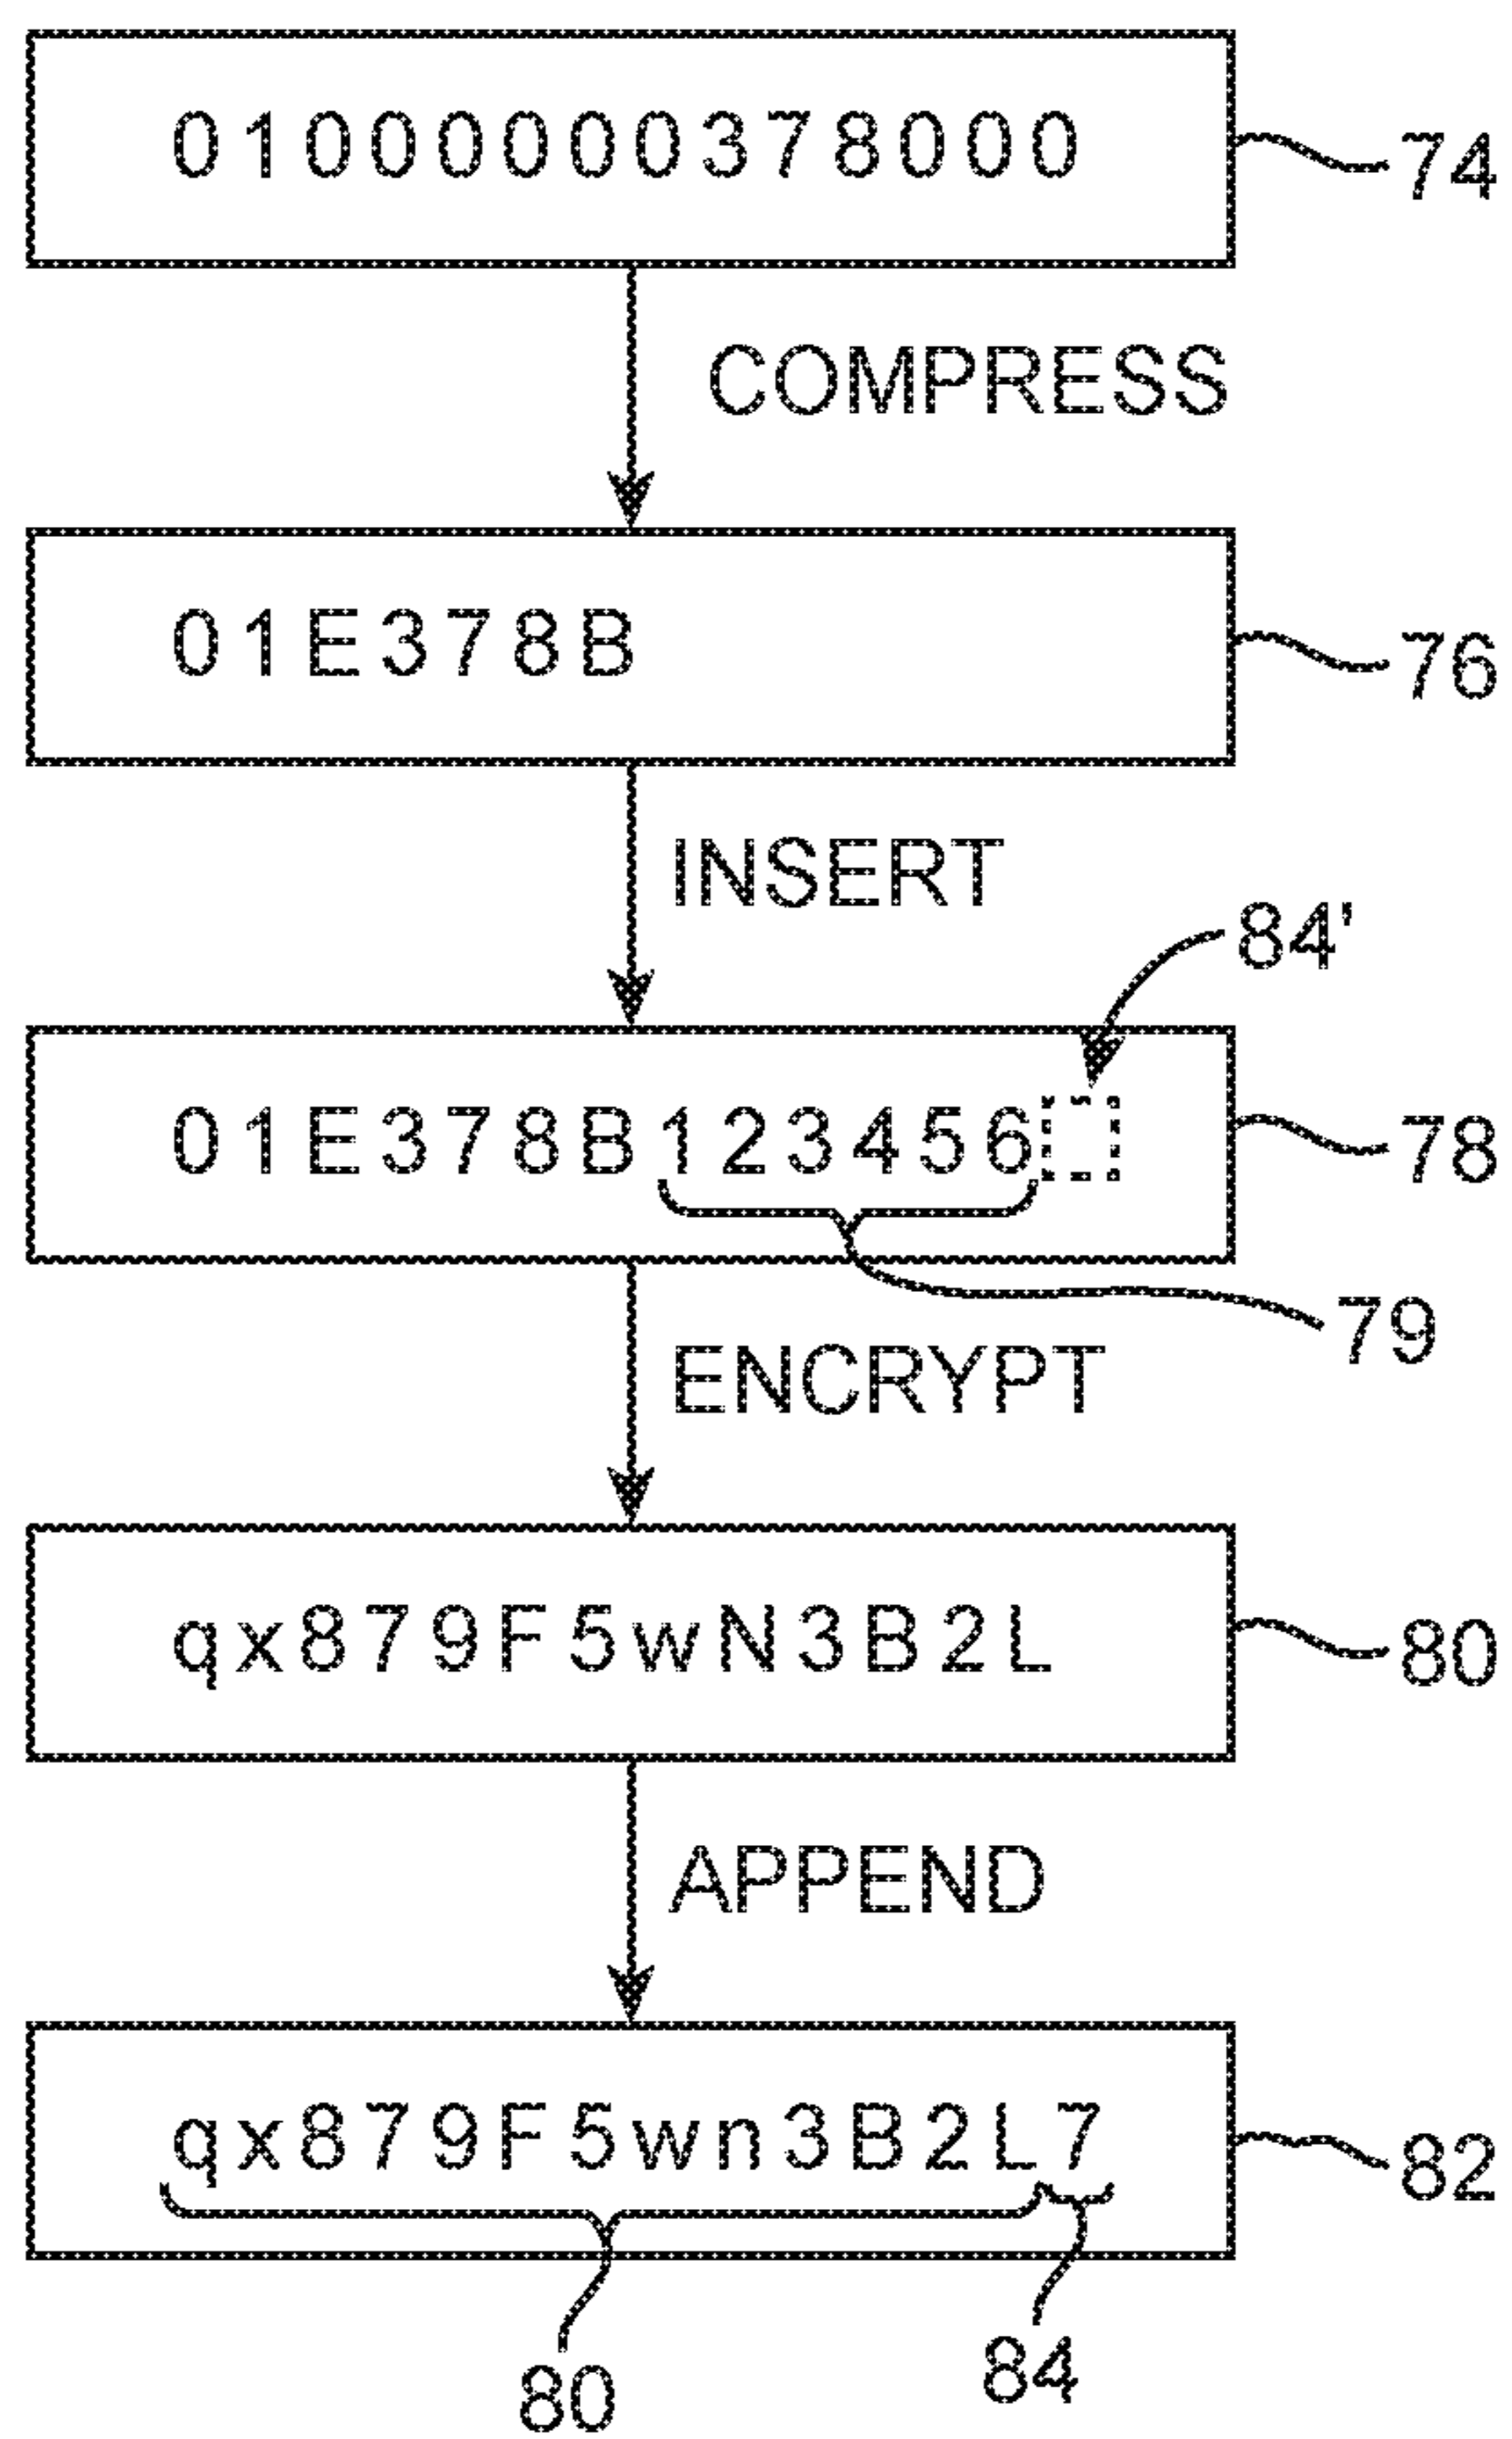 01000000378000
74
COMPRESS
01E378B
76
INSERT
84'
01E378B123456
78
79
ENCRYPT
qx879F5wN3B2L
80
APPEND
qx879F5wn3B2L7
82
80
84